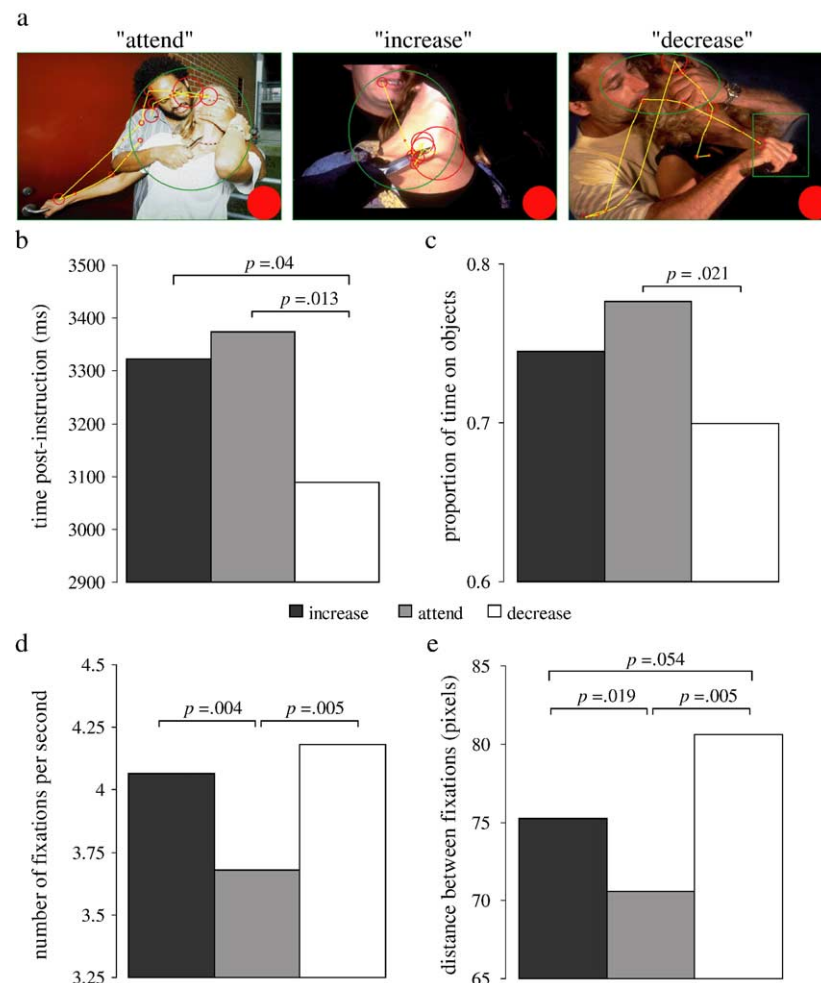 a
"attend" "increase" "decrease"
b
c
3500
3400
3300
3200
3100
3000
2900
time post-instruction (ms)
p =.04
p =.013
0.8
0.7
0.6
proportion of time on objects
p = .021
increase attend decrease
d
e
4.5
4.25
4
3.75
3.5
3.25
number of fixations per second
p =.004 p =.005
85
80
75
70
65
distance between fixations (pixels)
p =.054
p =.019 p =.005